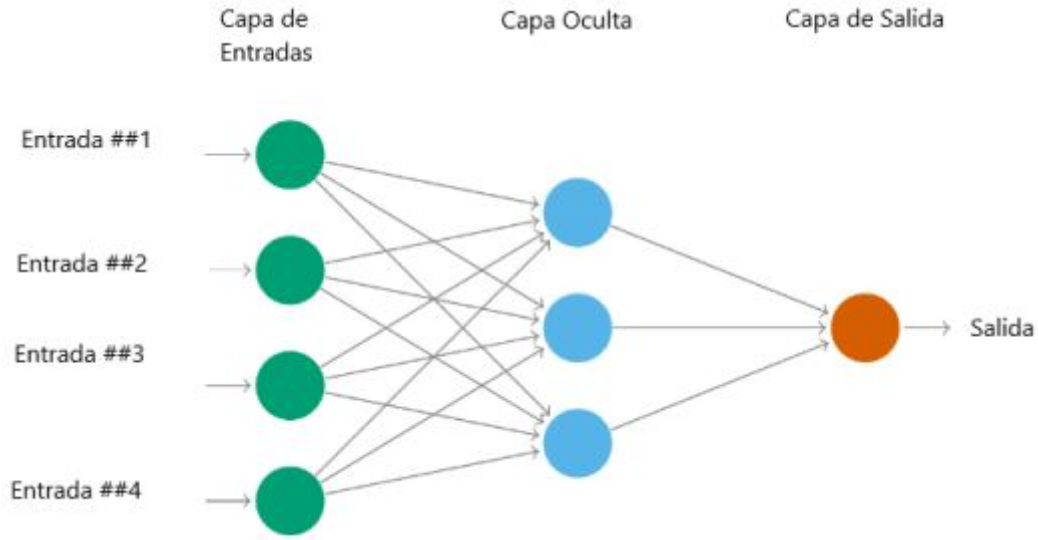 Capa de
Entradas
Capa Oculta
Capa de Salida
Entrada ##1
Entrada ##2
Entrada ##3
Entrada ##4
Salida